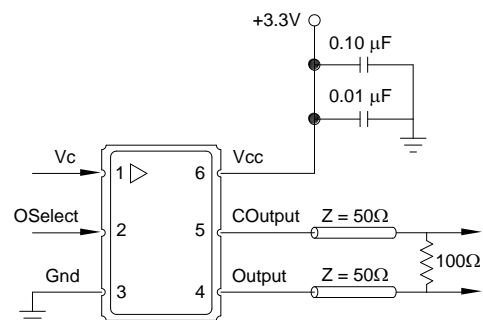 +3.3V
0.10 μF
0.01 μF
Vc
1
6
Vcc
OSelect
2
5
COutput
Z = 50Ω
100Ω
Gnd
3
4
Output
Z = 50Ω